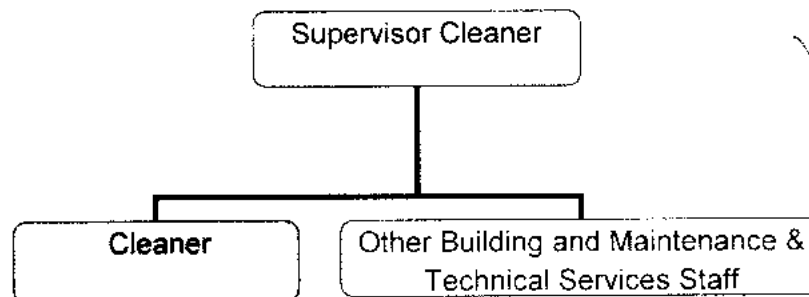 Supervisor Cleaner
Cleaner
Other Building and Maintenance &
Technical Services Staff